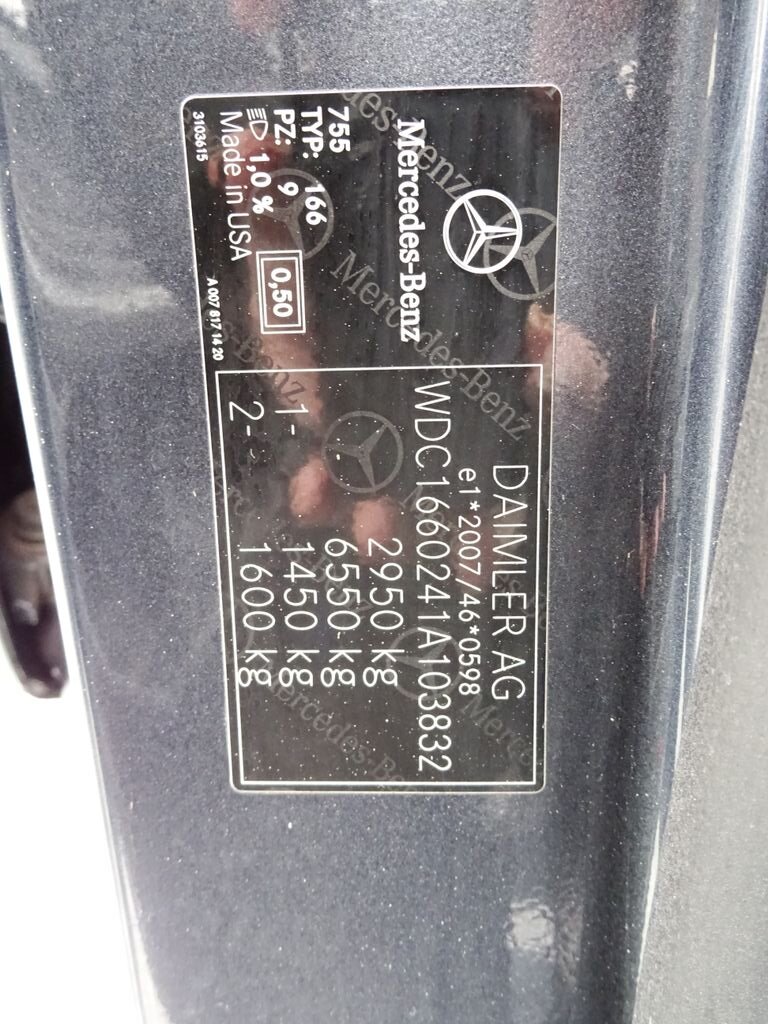 Mercedes-Benz
755
TYP: 166
PZ: 9
1,0 %
0,50
Made in USA
3103615
A 007 817 14 20
DAIMLER AG
e1*2007/46*0598
WDC1660241A103832
2950 kg
6550 kg
1- 1450 kg
2- 1600 kg